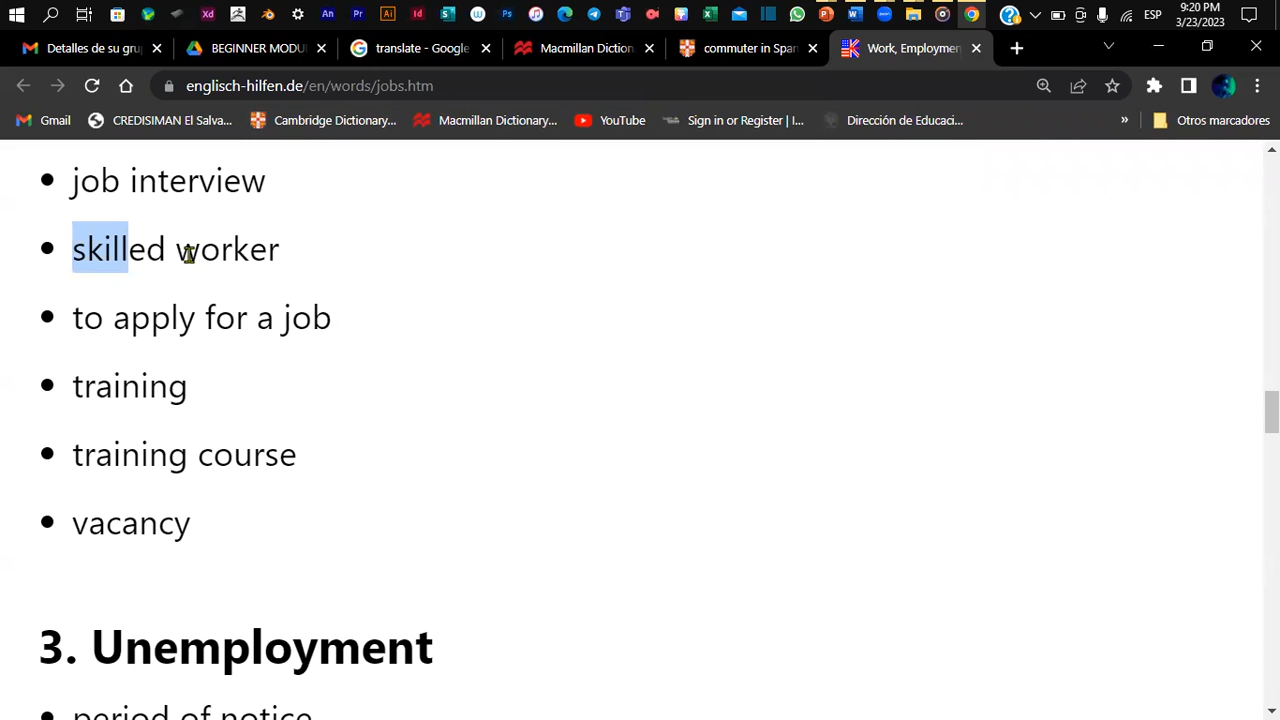 9:20 PM
ESP
3/23/2023
Detalles de su gru
BEGINNER MODU
translate - Google
Macmillan Diction
commuter in Span
Work, Employmen
englisch-hilfen.de/en/words/jobs.htm
Gmail
CREDISIMAN El Salva...
Cambridge Dictionary...
Macmillan Dictionary...
YouTube
Sign in or Register | I...
Dirección de Educaci...
»
Otros marcadores
• job interview
• skilled worker
• to apply for a job
• training
• training course
• vacancy
3. Unemployment
• period of notice